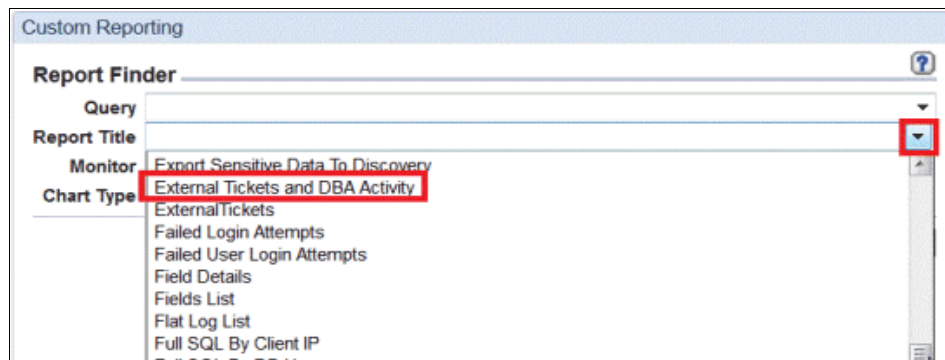 Custom Reporting
Report Finder
?
Query
Report Title
Monitor
Chart Type
Export Sensitive Data To Discovery
External Tickets and DBA Activity
ExternalTickets
Failed Login Attempts
Failed User Login Attempts
Field Details
Fields List
Flat Log List
Full SQL By Client IP